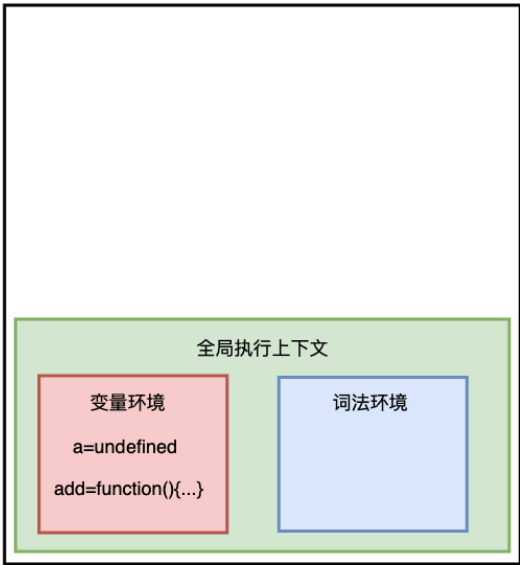 全局执行上下文
变量环境
词法环境
a=undefined
add=function(){...}